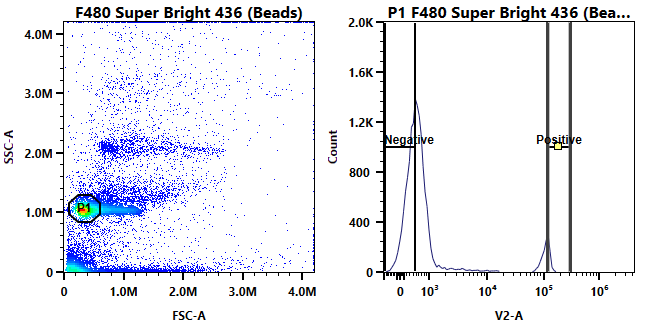 F480 Super Bright 436 (Beads)
4.0M
3.0M
2.0M
1.0M
0
SSC-A
P1
0 1.0M 2.0M 3.0M 4.0M
FSC-A
P1 F480 Super Bright 436 (Bea...
2.0K
1.6K
1.2K
800
400
0
Count
Negative
Positive
0 10³ 10⁴ 10⁵ 10⁶
V2-A